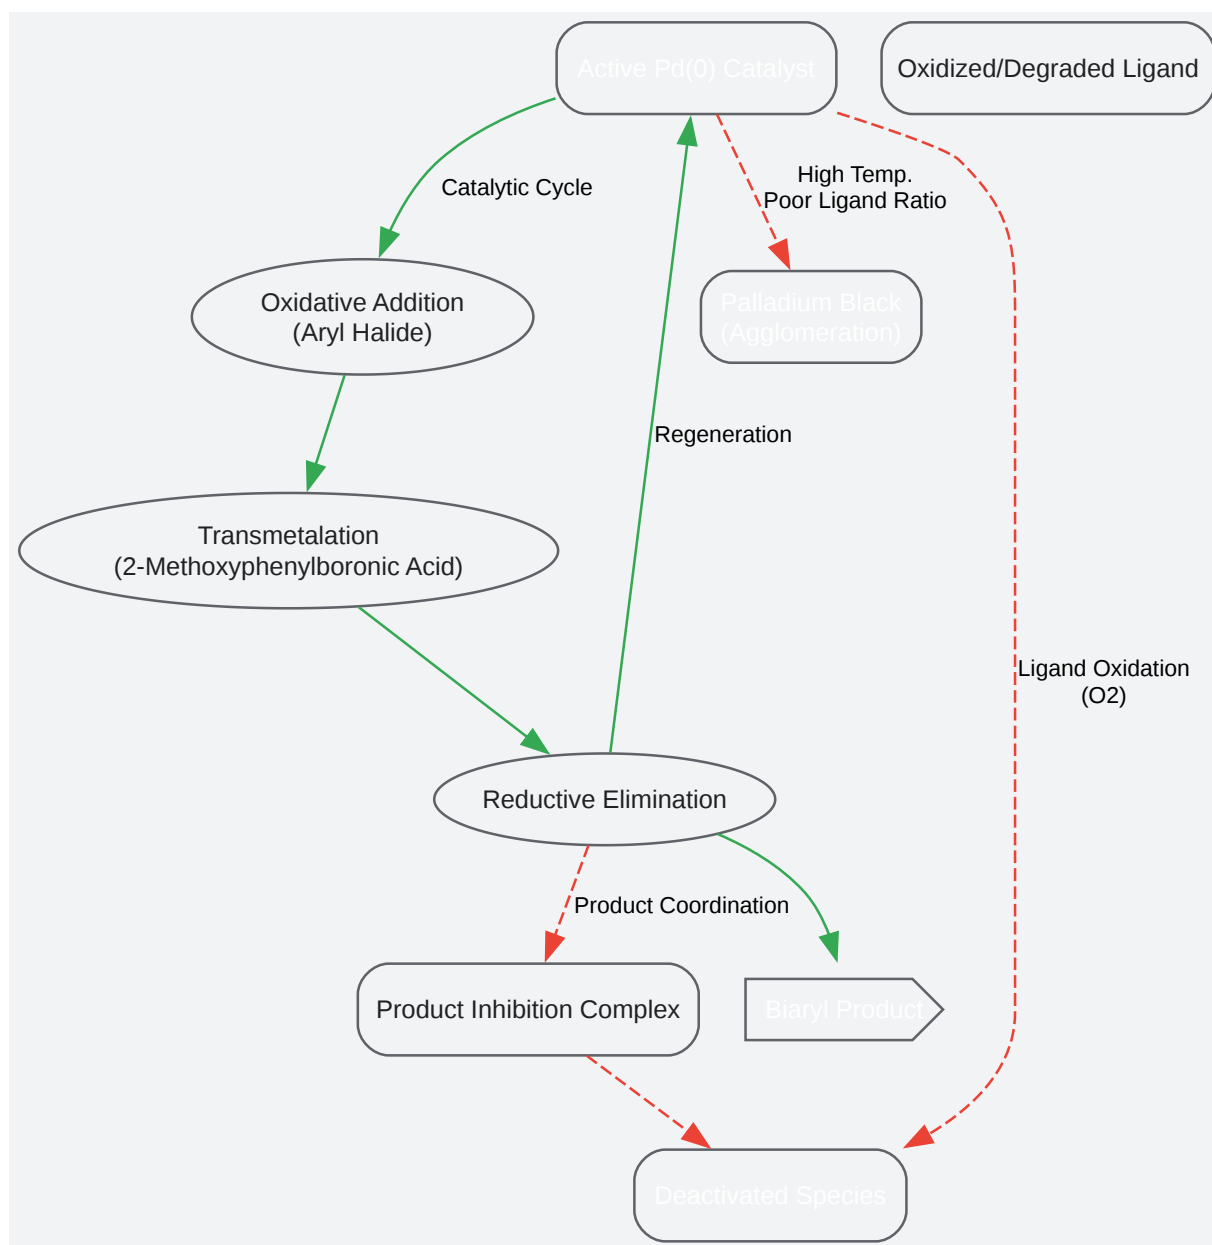 Active Pd(0) Catalyst
Oxidized/Degraded Ligand
Catalytic Cycle
High Temp.
Poor Ligand Ratio
Oxidative Addition
(Aryl Halide)
Palladium Black
(Agglomeration)
Regeneration
Transmetalation
(2-Methoxyphenylboronic Acid)
Ligand Oxidation
(O2)
Reductive Elimination
Product Coordination
Product Inhibition Complex
Biaryl Product
Deactivated Species